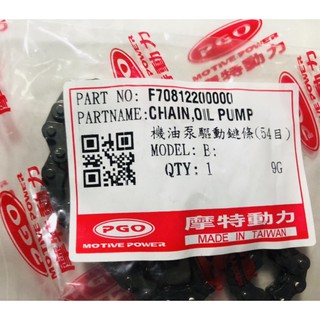 PART NO: F70812200000
PARTNAME:CHAIN,OIL PUMP
機油泵驅動鏈條(54目)
MODEL: B:
QTY: 1 9G
PGO
MOTIVE POWER
摩特動力
MADE IN TAIWAN